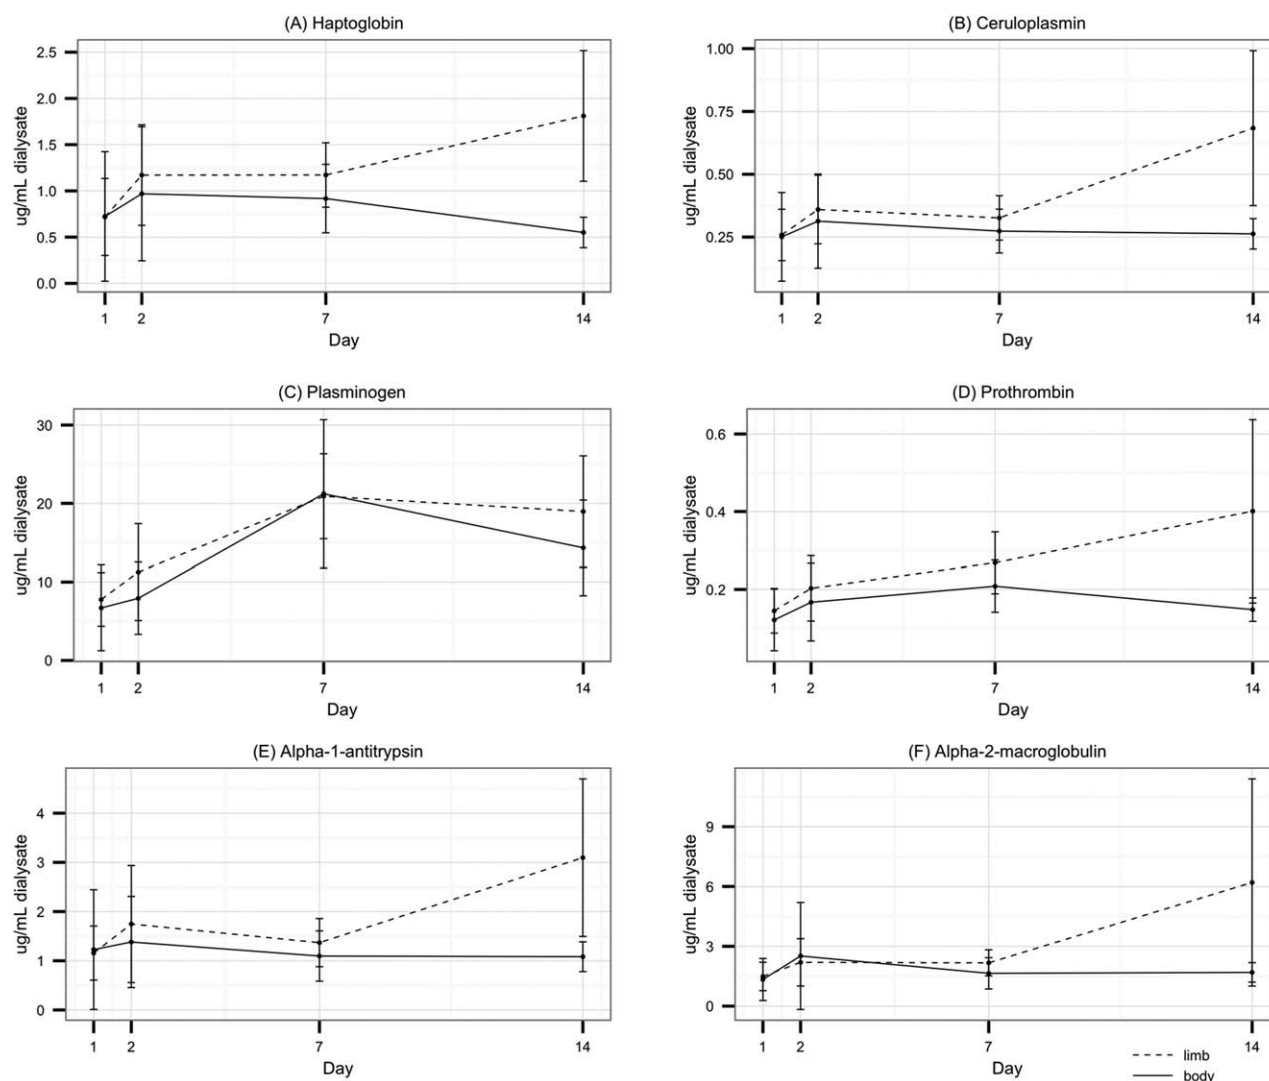 (A) Haptoglobin
2.5
2.0
1.5
1.0
0.5
0.0
ug/mL dialysate
1 2 7 14
Day
(B) Ceruloplasmin
1.00
0.75
0.50
0.25
ug/mL dialysate
1 2 7 14
Day
(C) Plasminogen
30
20
10
0
ug/mL dialysate
1 2 7 14
Day
(D) Prothrombin
0.6
0.4
0.2
ug/mL dialysate
1 2 7 14
Day
(E) Alpha-1-antitrypsin
4
3
2
1
0
ug/mL dialysate
1 2 7 14
Day
(F) Alpha-2-macroglobulin
9
6
3
0
ug/mL dialysate
1 2 7 14
Day
limb
body